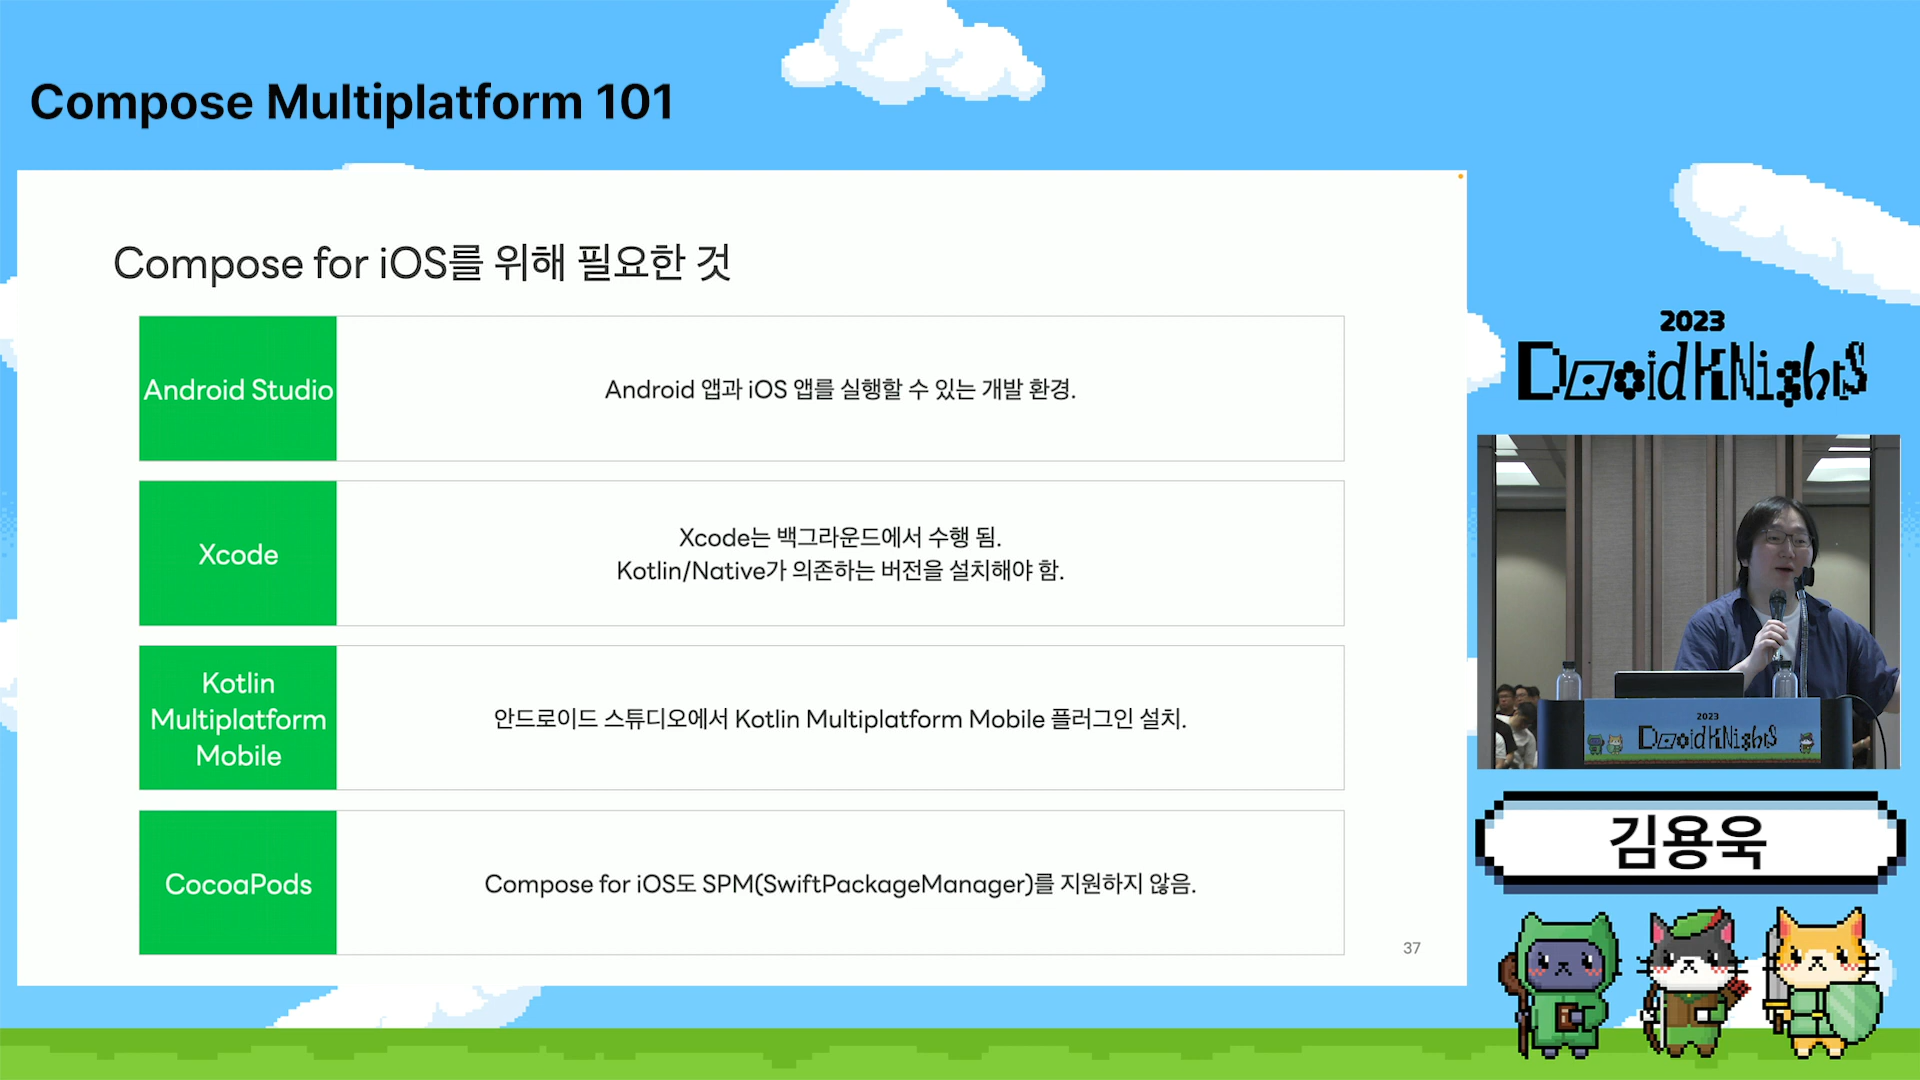 Compose Multiplatform 101
Compose for iOS를 위해 필요한 것
Android Studio
Android 앱과 iOS 앱를 실행할 수 있는 개발 환경.
Xcode
Xcode는 백그라운드에서 수행 됨.
Kotlin/Native가 의존하는 버전을 설치해야 함.
Kotlin
Multiplatform
Mobile
안드로이드 스튜디오에서 Kotlin Multiplatform Mobile 플러그인 설치.
CocoaPods
Compose for iOS도 SPM(SwiftPackageManager)를 지원하지 않음.
37
2023
DRoidKNightS
2023
DRoidKNighTS
김용욱